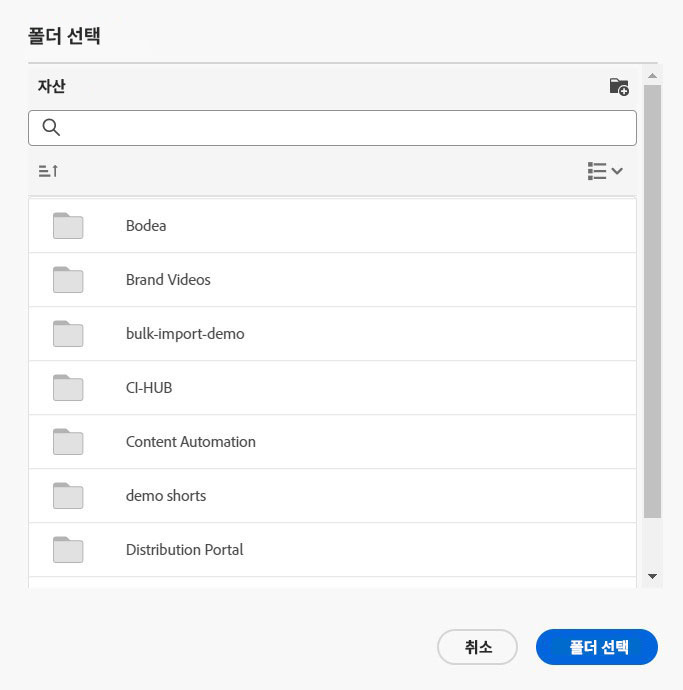 폴더 선택
자산
Bodea
Brand Videos
bulk-import-demo
CI-HUB
Content Automation
demo shorts
Distribution Portal
취소
폴더 선택